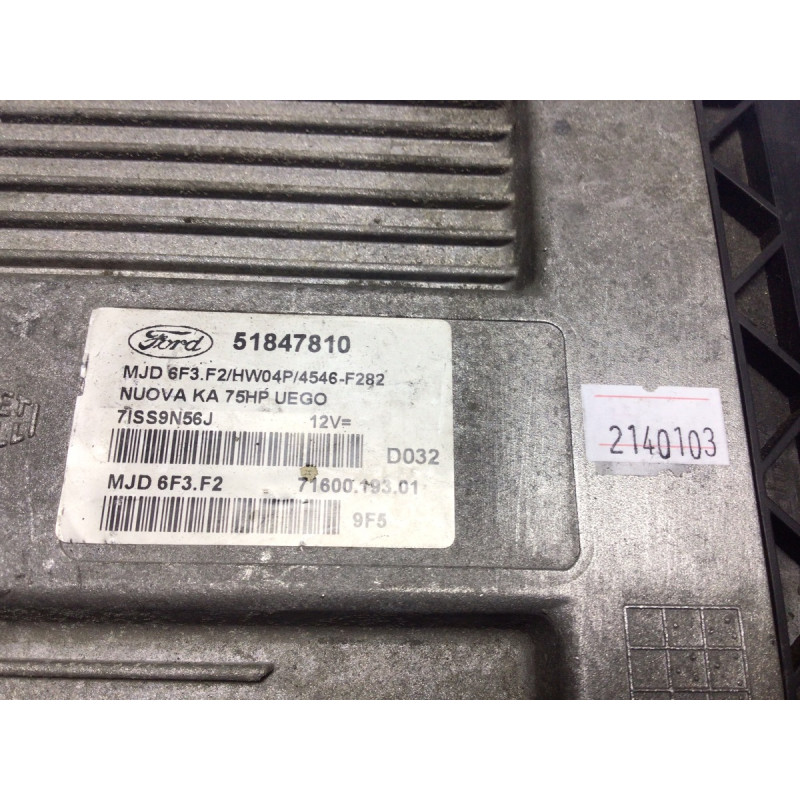 Ford 51847810
MJD 6F3.F2/HW04P/4546-F282
NUOVA KA 75HP UEGO
7ISS9N56J 12V=
D032
MJD 6F3.F2 71600.193.01
9F5
2140103